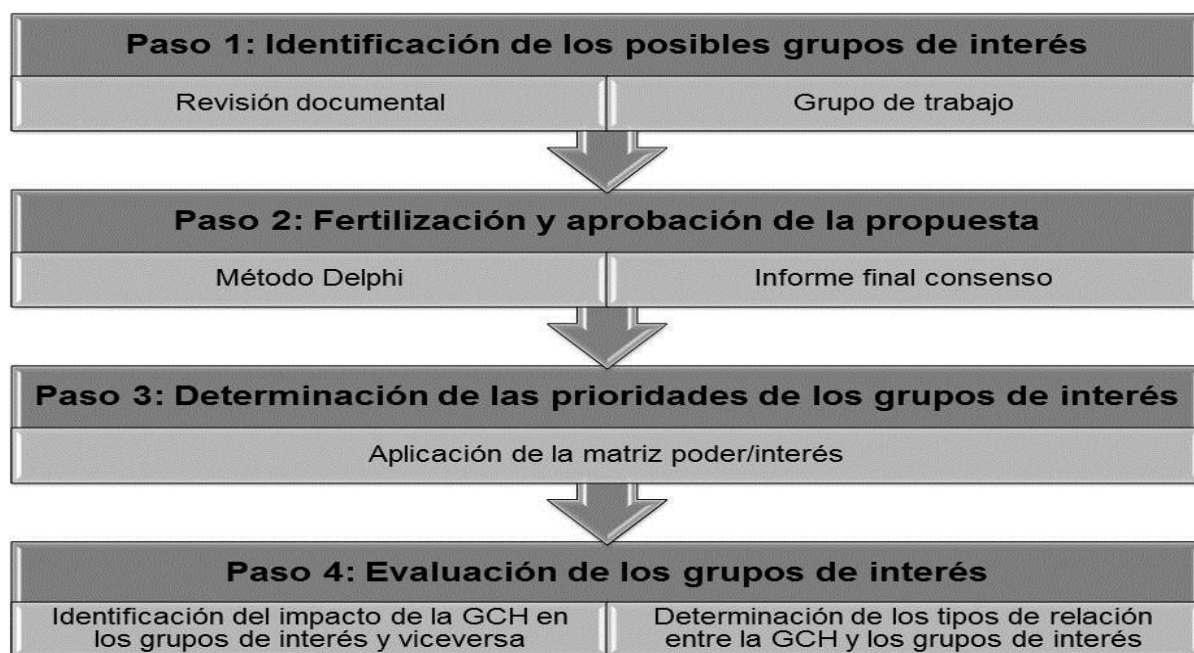 Paso 1: Identificación de los posibles grupos de interés
Revisión documental
Grupo de trabajo
Paso 2: Fertilización y aprobación de la propuesta
Método Delphi
Informe final consenso
Paso 3: Determinación de las prioridades de los grupos de interés
Aplicación de la matriz poder/interés
Paso 4: Evaluación de los grupos de interés
Identificación del impacto de la GCH en
los grupos de interés y viceversa
Determinación de los tipos de relación
entre la GCH y los grupos de interés